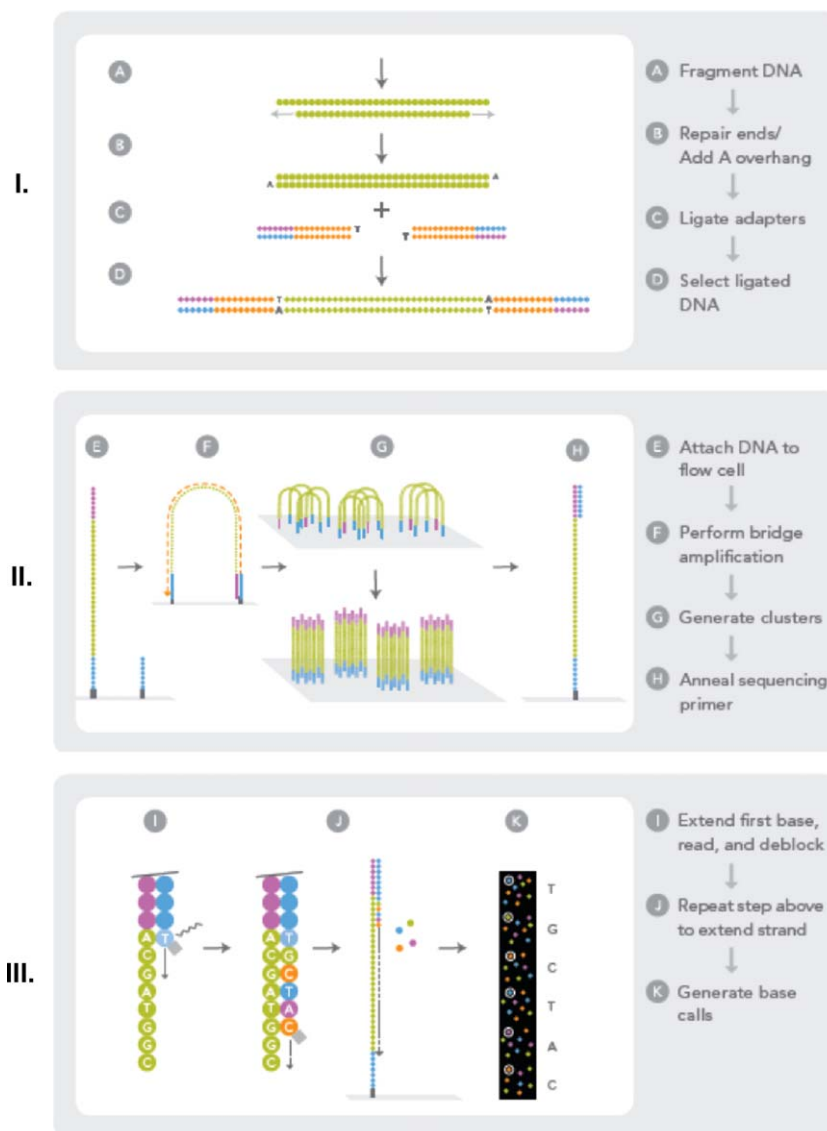 I.
A
A Fragment DNA
B
B Repair ends/
Add A overhang
A
A
C
+
C Ligate adapters
T
T
D
D Select ligated
DNA
T
A
A
T
II.
E
F
G
H
E Attach DNA to
flow cell
F Perform bridge
amplification
G Generate clusters
H Anneal sequencing
primer
III.
I
J
K
I Extend first base,
read, and deblock
J Repeat step above
to extend strand
K Generate base
calls
A T
C
G
A
T
G
G
C
A T
C G
G C
A T
T A
G C
G
C
T
G
C
T
A
C